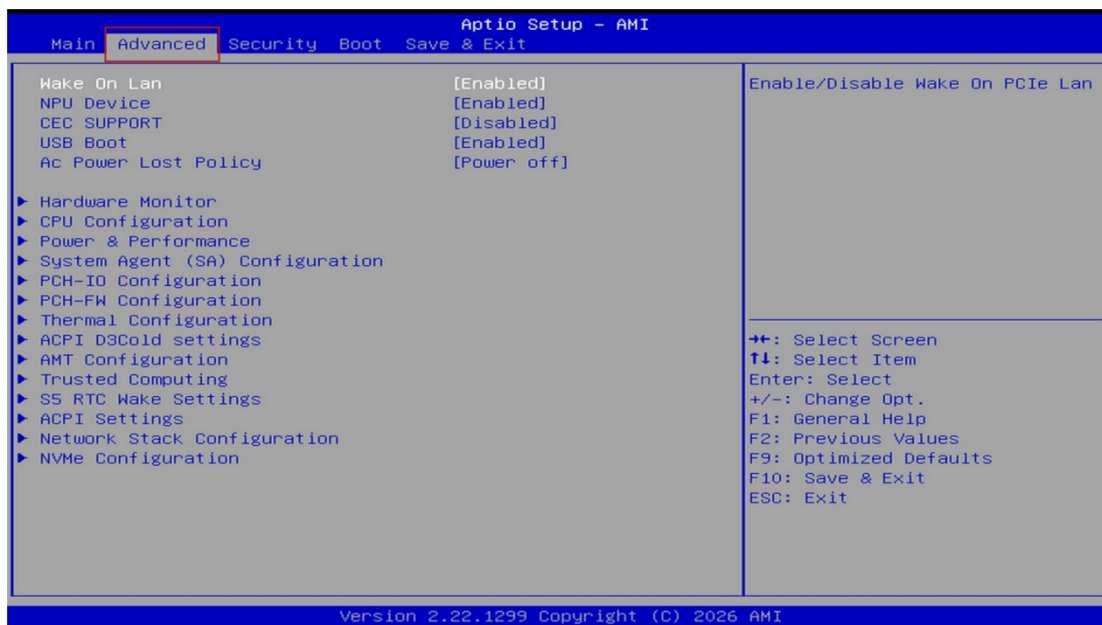 Aptio Setup – AMI
Main Advanced Security Boot Save & Exit
Wake On Lan [Enabled]
NPU Device [Enabled]
CEC SUPPORT [Disabled]
USB Boot [Enabled]
Ac Power Lost Policy [Power off]
Hardware Monitor
CPU Configuration
Power & Performance
System Agent (SA) Configuration
PCH-IO Configuration
PCH-FW Configuration
Thermal Configuration
ACPI D3Cold settings
AMT Configuration
Trusted Computing
S5 RTC Wake Settings
ACPI Settings
Network Stack Configuration
NVMe Configuration
Enable/Disable Wake On PCIe Lan
→←: Select Screen
↑↓: Select Item
Enter: Select
+/-: Change Opt.
F1: General Help
F2: Previous Values
F9: Optimized Defaults
F10: Save & Exit
ESC: Exit
Version 2.22.1299 Copyright (C) 2026 AMI